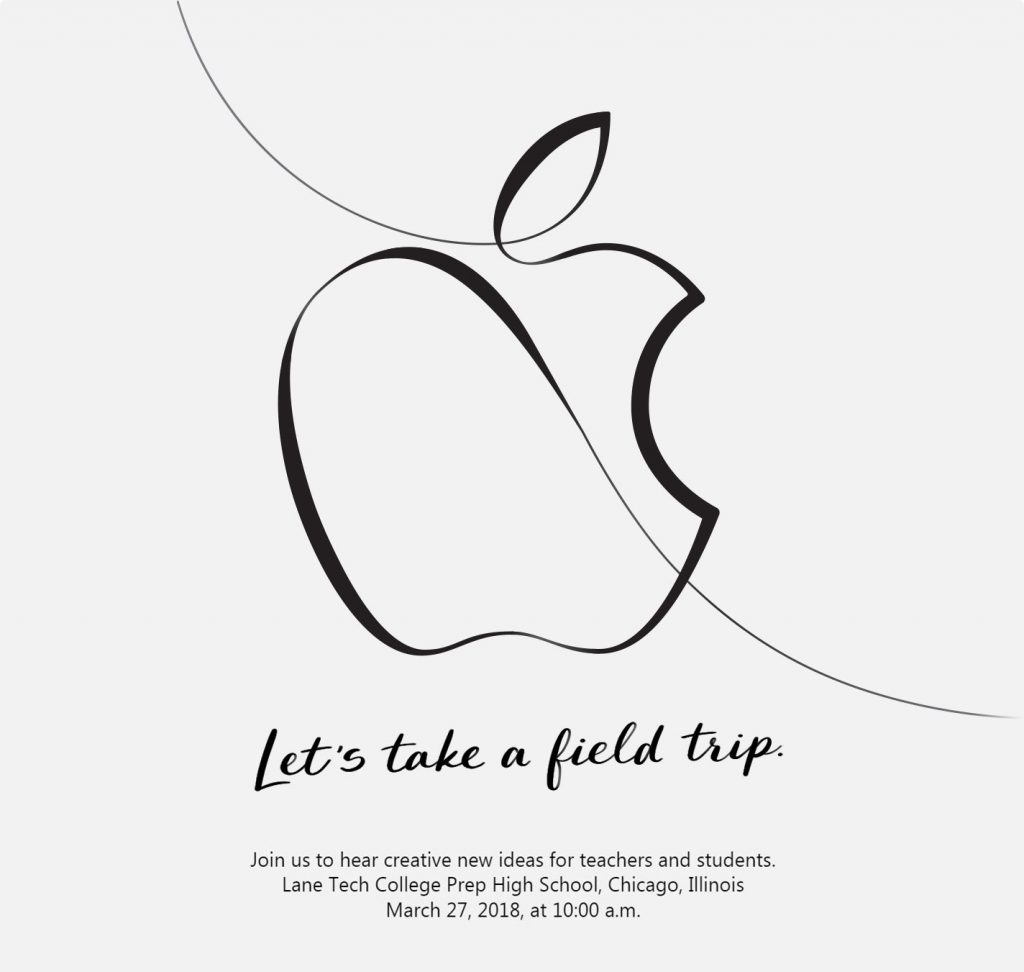 Let's take a field trip.
Join us to hear creative new ideas for teachers and students.
Lane Tech College Prep High School, Chicago, Illinois
March 27, 2018, at 10:00 a.m.